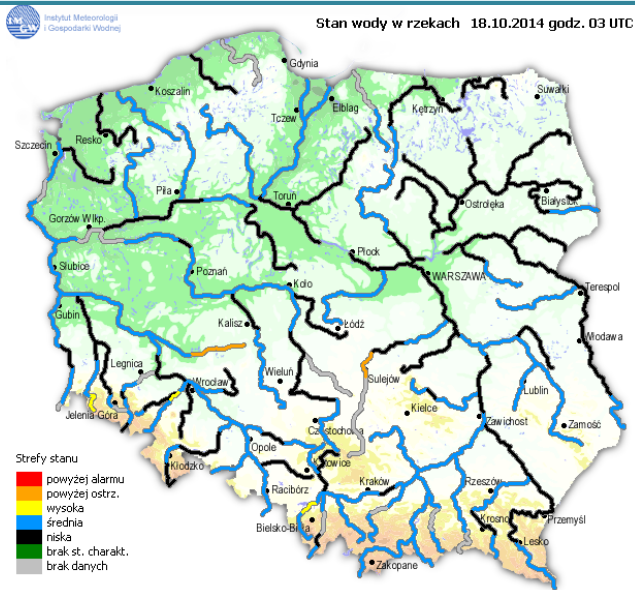 Instytut Meteorologii
i Gospodarki Wodnej
Stan wody w rzekach 18.10.2014 godz. 03 UTC
Gdynia
Koszalin
Suwałki
Elbląg
Kętrzyn
Tczew
Resko
Szczecin
Piła
Toruń
Ostrołęka
Białystok
Gorzów Wlkp.
Płock
Słubice
Poznań
WARSZAWA
Koło
Terespol
Gubin
Kalisz
Łódź
Włodawa
Legnica
Wieluń
Sulejów
Wrocław
Lublin
Jelenia Góra
Kielce
Zawichost
Zamość
Częstochowa
Opole
Kłodzko
Katowice
Kraków
Rzeszów
Racibórz
Bielsko-Biała
Krosno
Przemyśl
Lesko
Zakopane
Strefy stanu
powyżej alarmu
powyżej ostrz.
wysoka
średnia
niska
brak st. charakt.
brak danych